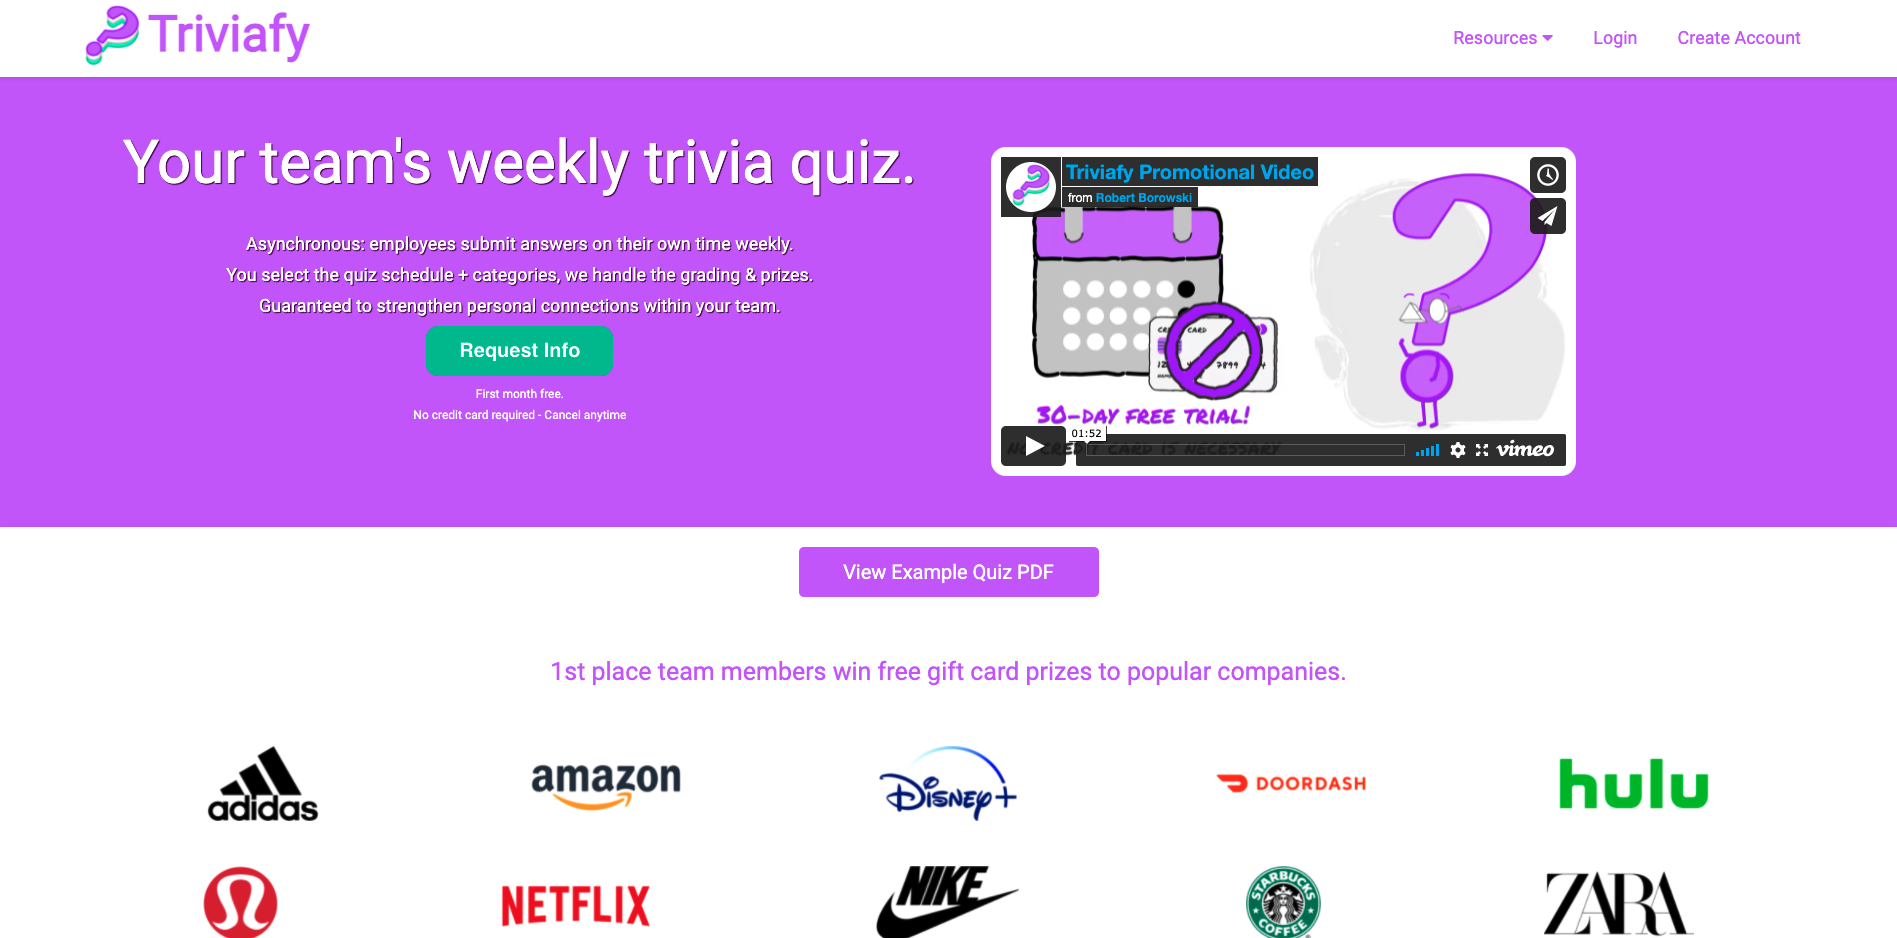 Triviafy
Resources
Login
Create Account
Your team's weekly trivia quiz.
Asynchronous: employees submit answers on their own time weekly.
You select the quiz schedule + categories, we handle the grading & prizes.
Guaranteed to strengthen personal connections within your team.
Request Info
First month free.
No credit card required - Cancel anytime
Triviafy Promotional Video
from Robert Borowski
CARD
7899
30-DAY FREE TRIAL!
01:52
NO CREDIT CARD IS NECESSARY
vimeo
View Example Quiz PDF
1st place team members win free gift card prizes to popular companies.
adidas
amazon
Disney+
DOORDASH
hulu
NETFLIX
NIKE
STARBUCKS
COFFEE
ZARA